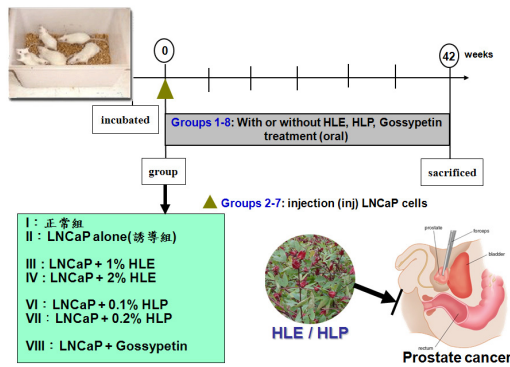 0
42
weeks
incubated
Groups 1-8: With or without HLE, HLP, Gossypetin
treatment (oral)
group
sacrificed
Groups 2-7: injection (inj) LNCaP cells
I：正常組
II：LNCaP alone(誘導組)
III：LNCaP + 1% HLE
IV：LNCaP + 2% HLE
VI：LNCaP + 0.1% HLP
VII：LNCaP + 0.2% HLP
VIII：LNCaP + Gossypetin
HLE / HLP
prostate
forceps
bladder
rectum
Prostate cancer